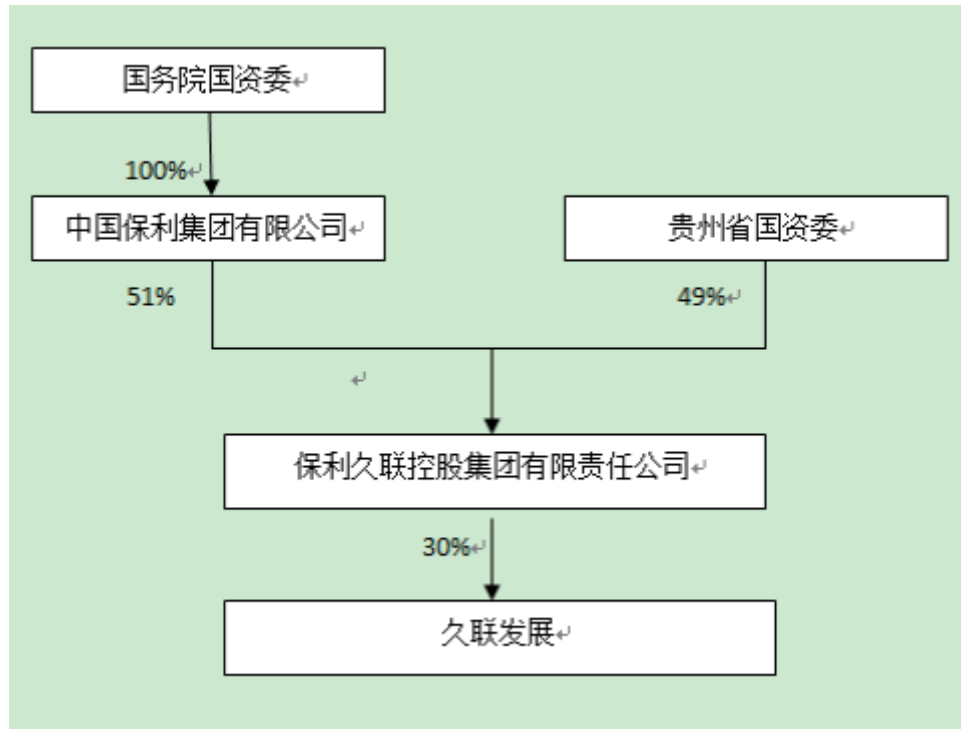 国务院国资委↵
100%↵
中国保利集团有限公司↵
贵州省国资委↵
51%
49%↵
↵
保利久联控股集团有限责任公司↵
30%↵
久联发展↵